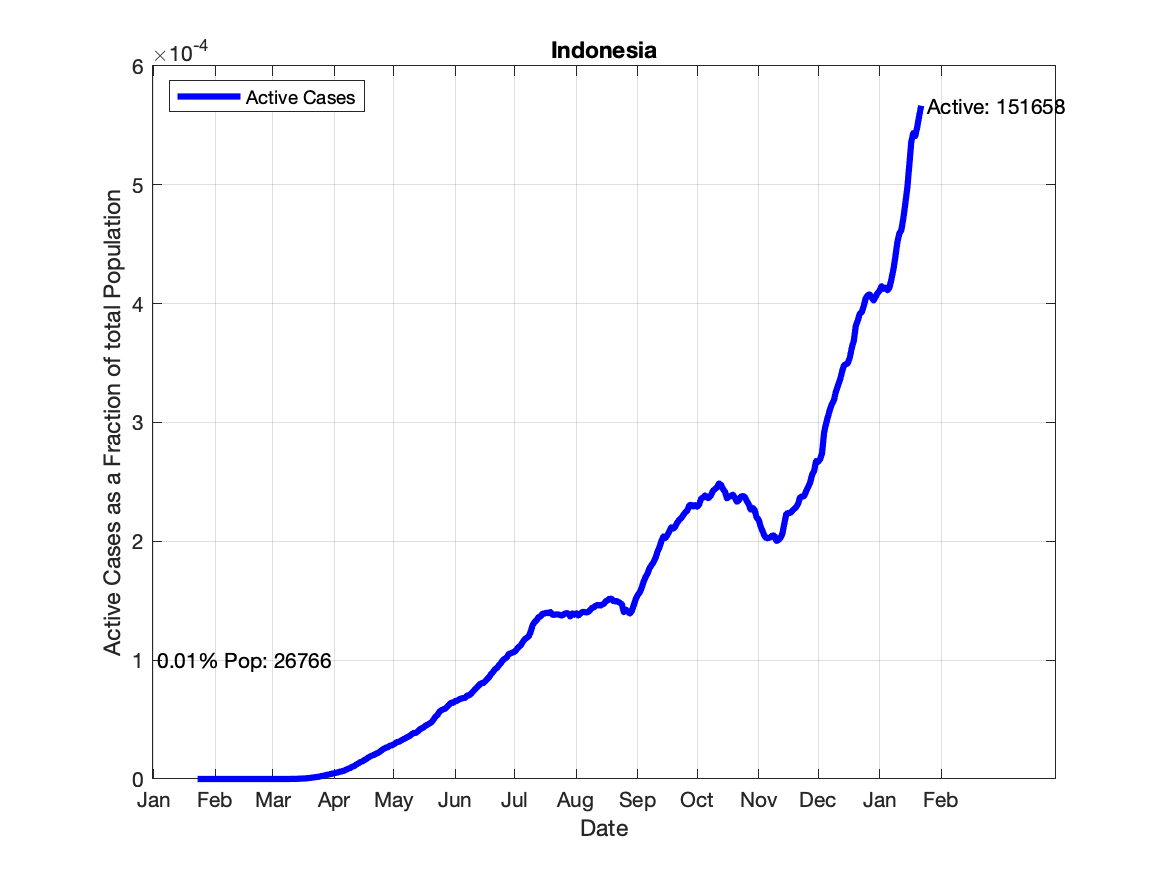 Indonesia
×10⁻⁴
Active Cases
Active: 151658
0.01% Pop: 26766
Active Cases as a Fraction of total Population
6
5
4
3
2
1
0
Jan Feb Mar Apr May Jun Jul Aug Sep Oct Nov Dec Jan Feb
Date